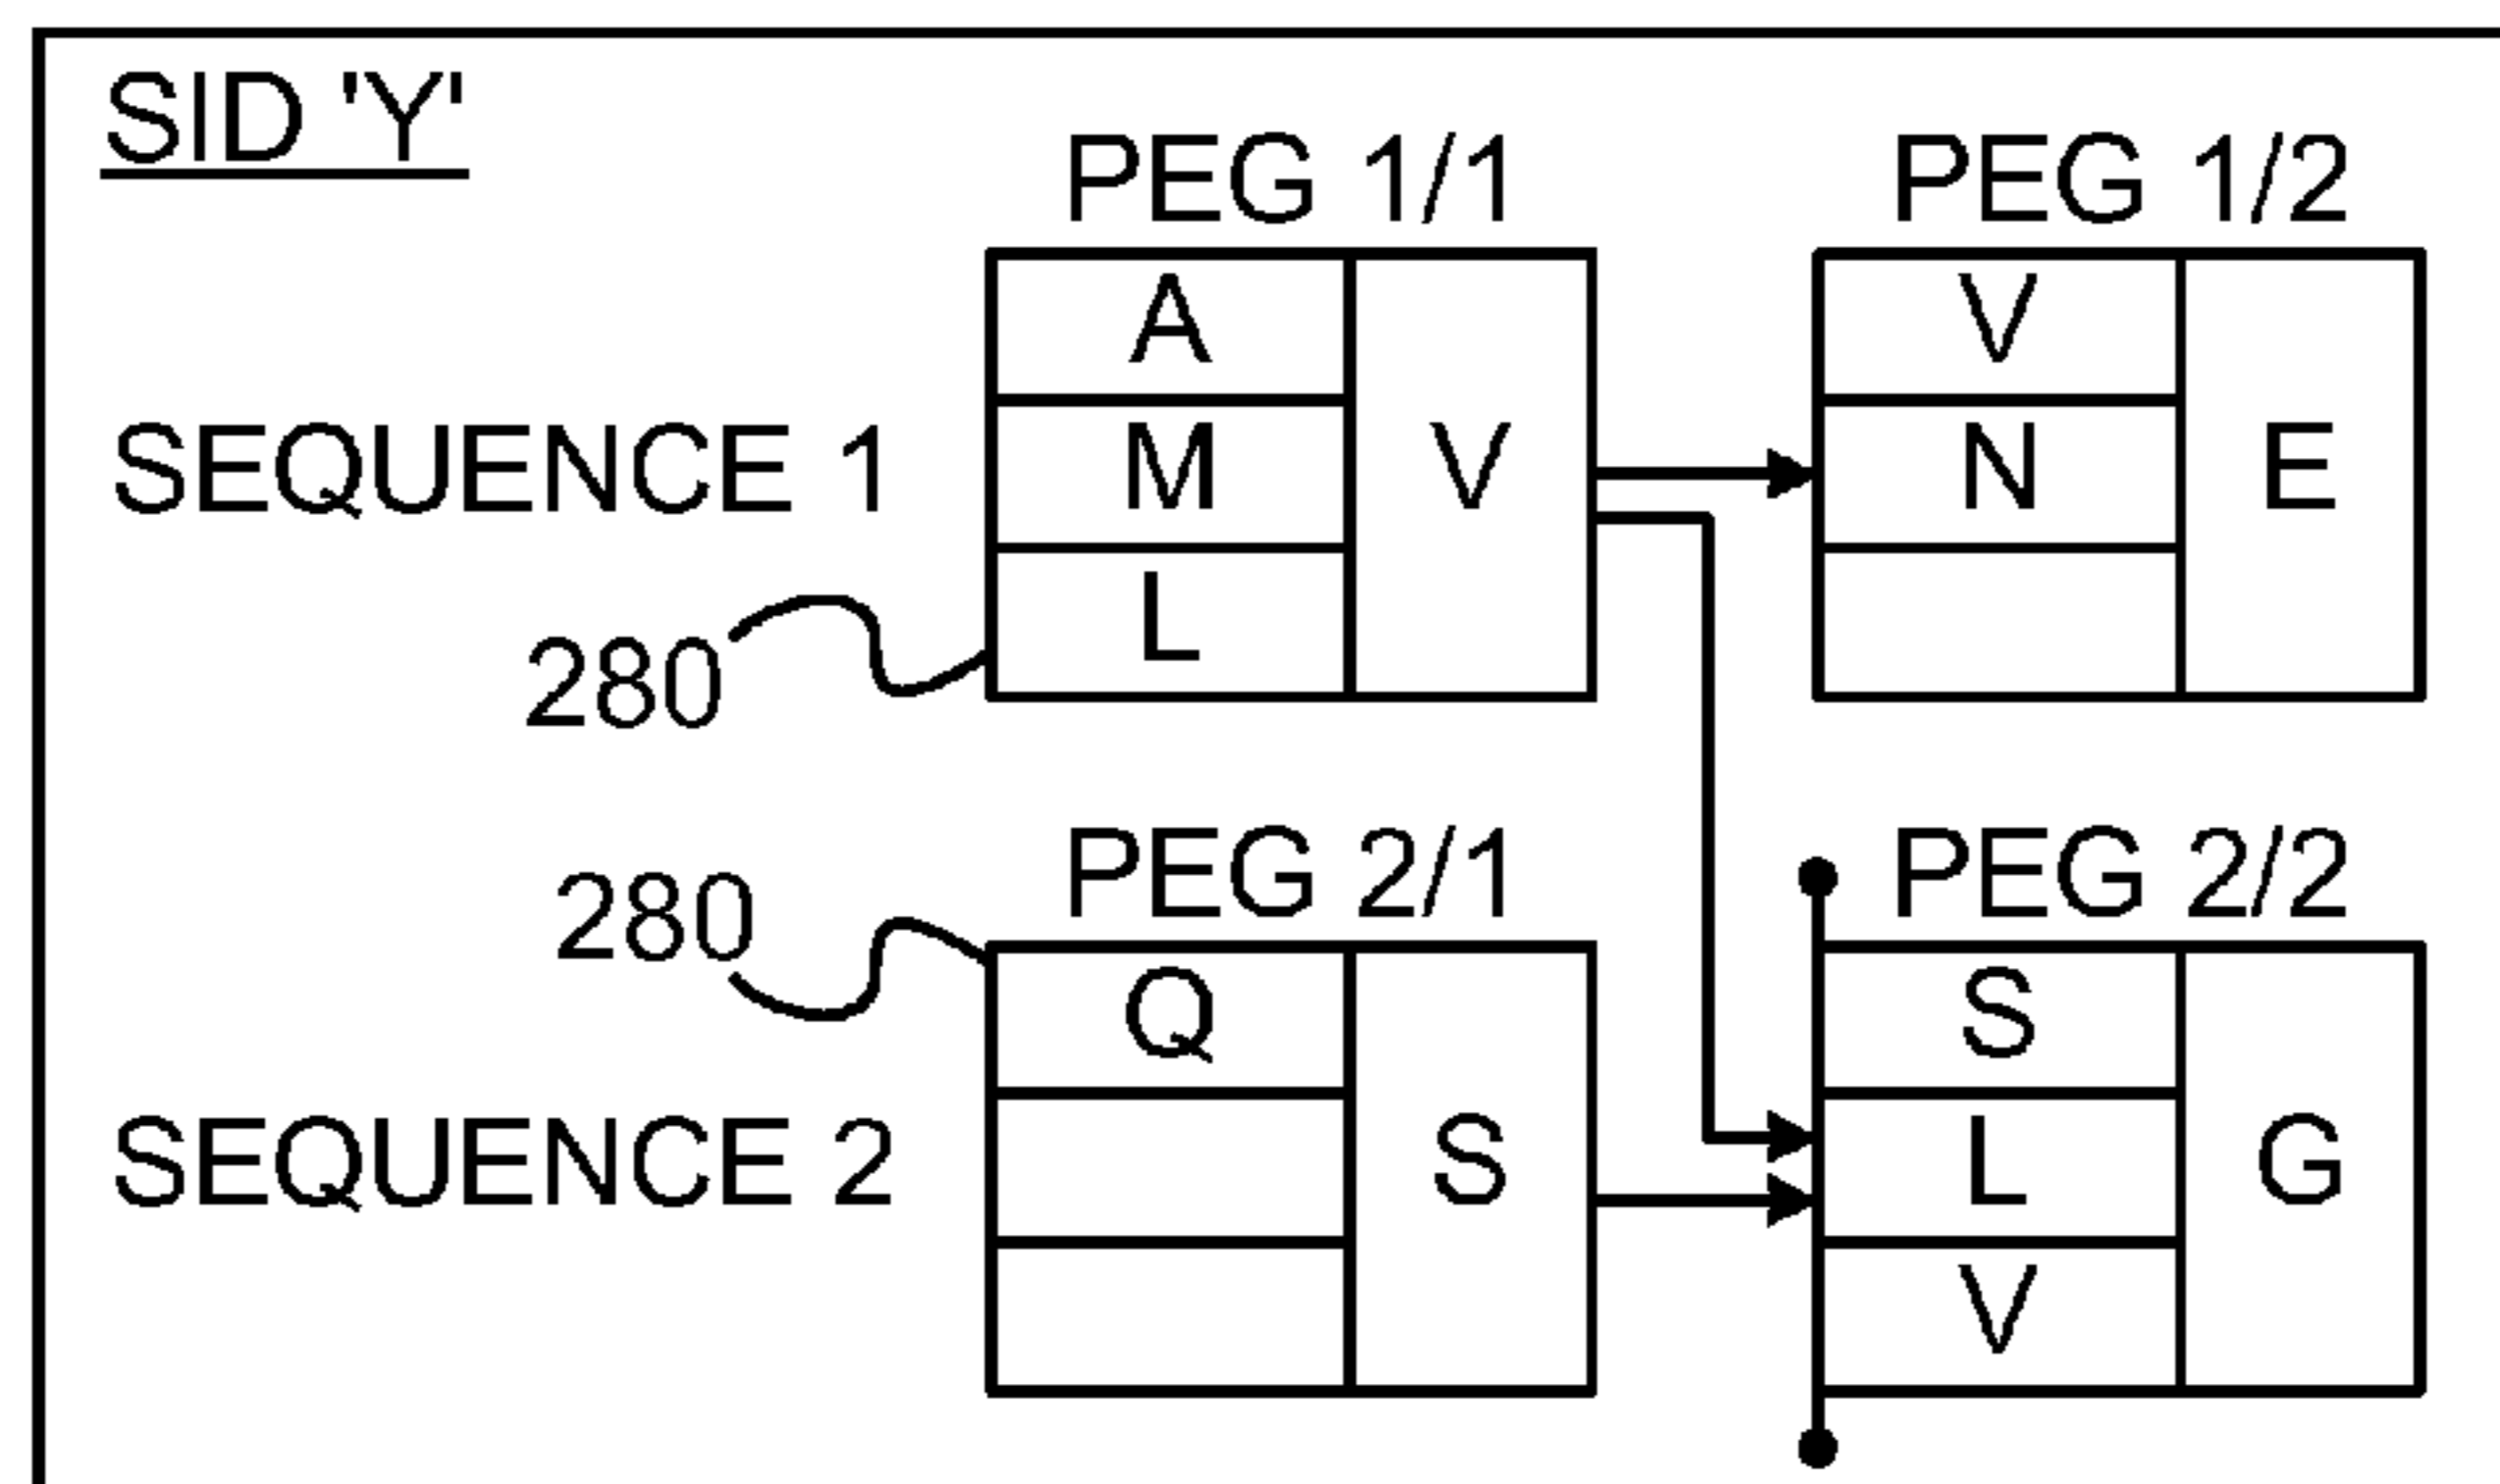 SID 'Y'
PEG 1/1 PEG 1/2
A V
SEQUENCE 1 M V N E
L
280
PEG 2/1 PEG 2/2
280
Q S
SEQUENCE 2 S L G
V